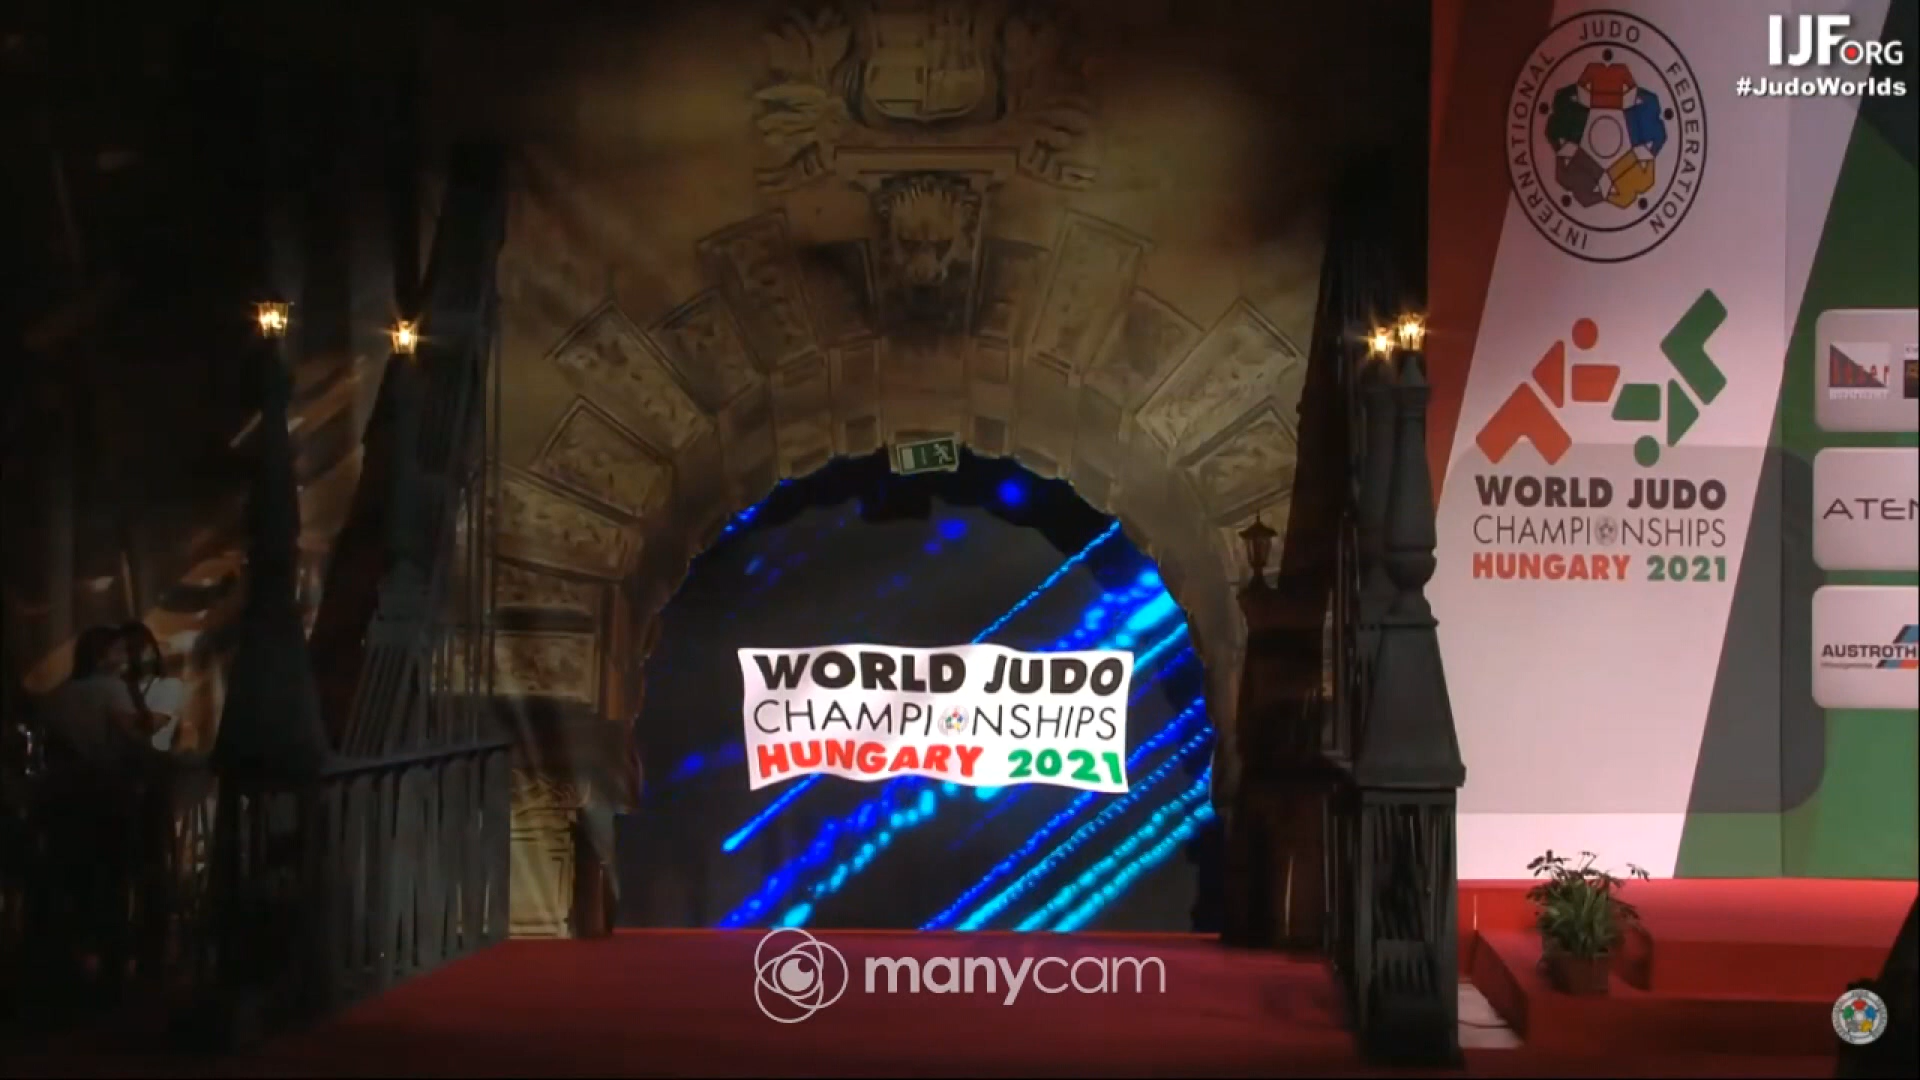 IJF.ORG
#JudoWorlds
INTERNATIONAL JUDO FEDERATION
WORLD JUDO
CHAMPIONSHIPS
HUNGARY 2021
ATEN
AUSTROTH
WORLD JUDO
CHAMPIONSHIPS
HUNGARY 2021
manycam